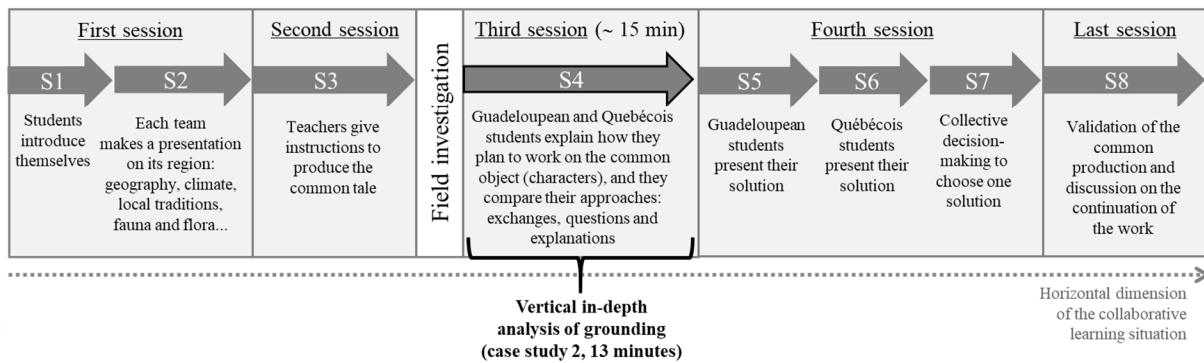 First session
S1
Students
introduce
themselves
S2
Each team
makes a presentation
on its region:
geography, climate,
local traditions,
fauna and flora...
Second session
S3
Teachers give
instructions to
produce the
common tale
Field investigation
Third session (~ 15 min)
S4
Guadeloupean and Quebécois
students explain how they
plan to work on the common
object (characters), and they
compare their approaches:
exchanges, questions and
explanations
Fourth session
S5
Guadeloupean
students
present their
solution
S6
Québécois
students
present their
solution
S7
Collective
decision-
making to
choose one
solution
Last session
S8
Validation of the
common
production and
discussion on the
continuation of
the work
Vertical in-depth
analysis of grounding
(case study 2, 13 minutes)
Horizontal dimension
of the collaborative
learning situation